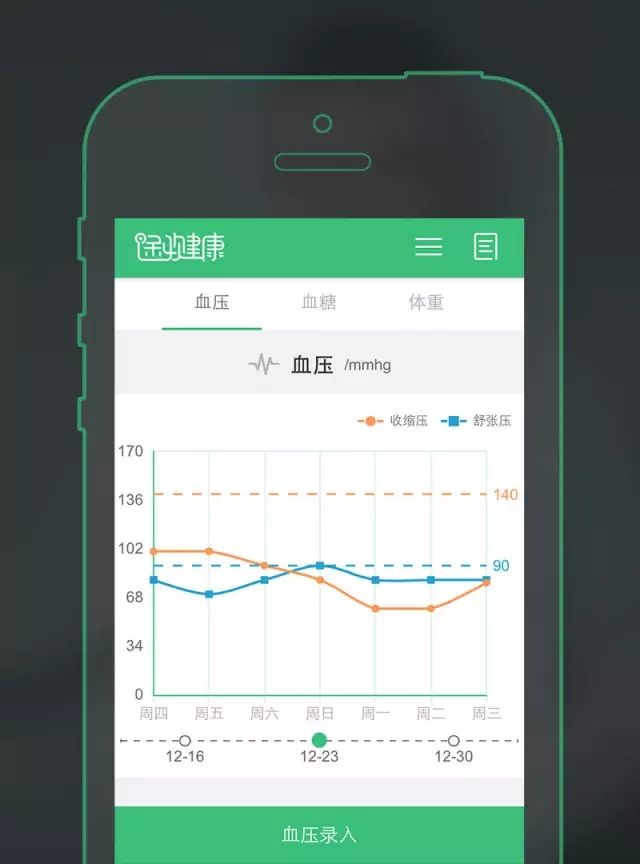 保驰健康
血压 血糖 体重
血压 /mmhg
收缩压 舒张压
170
140
136
102
90
68
34
0
周四 周五 周六 周日 周一 周二 周三
12-16 12-23 12-30
血压录入